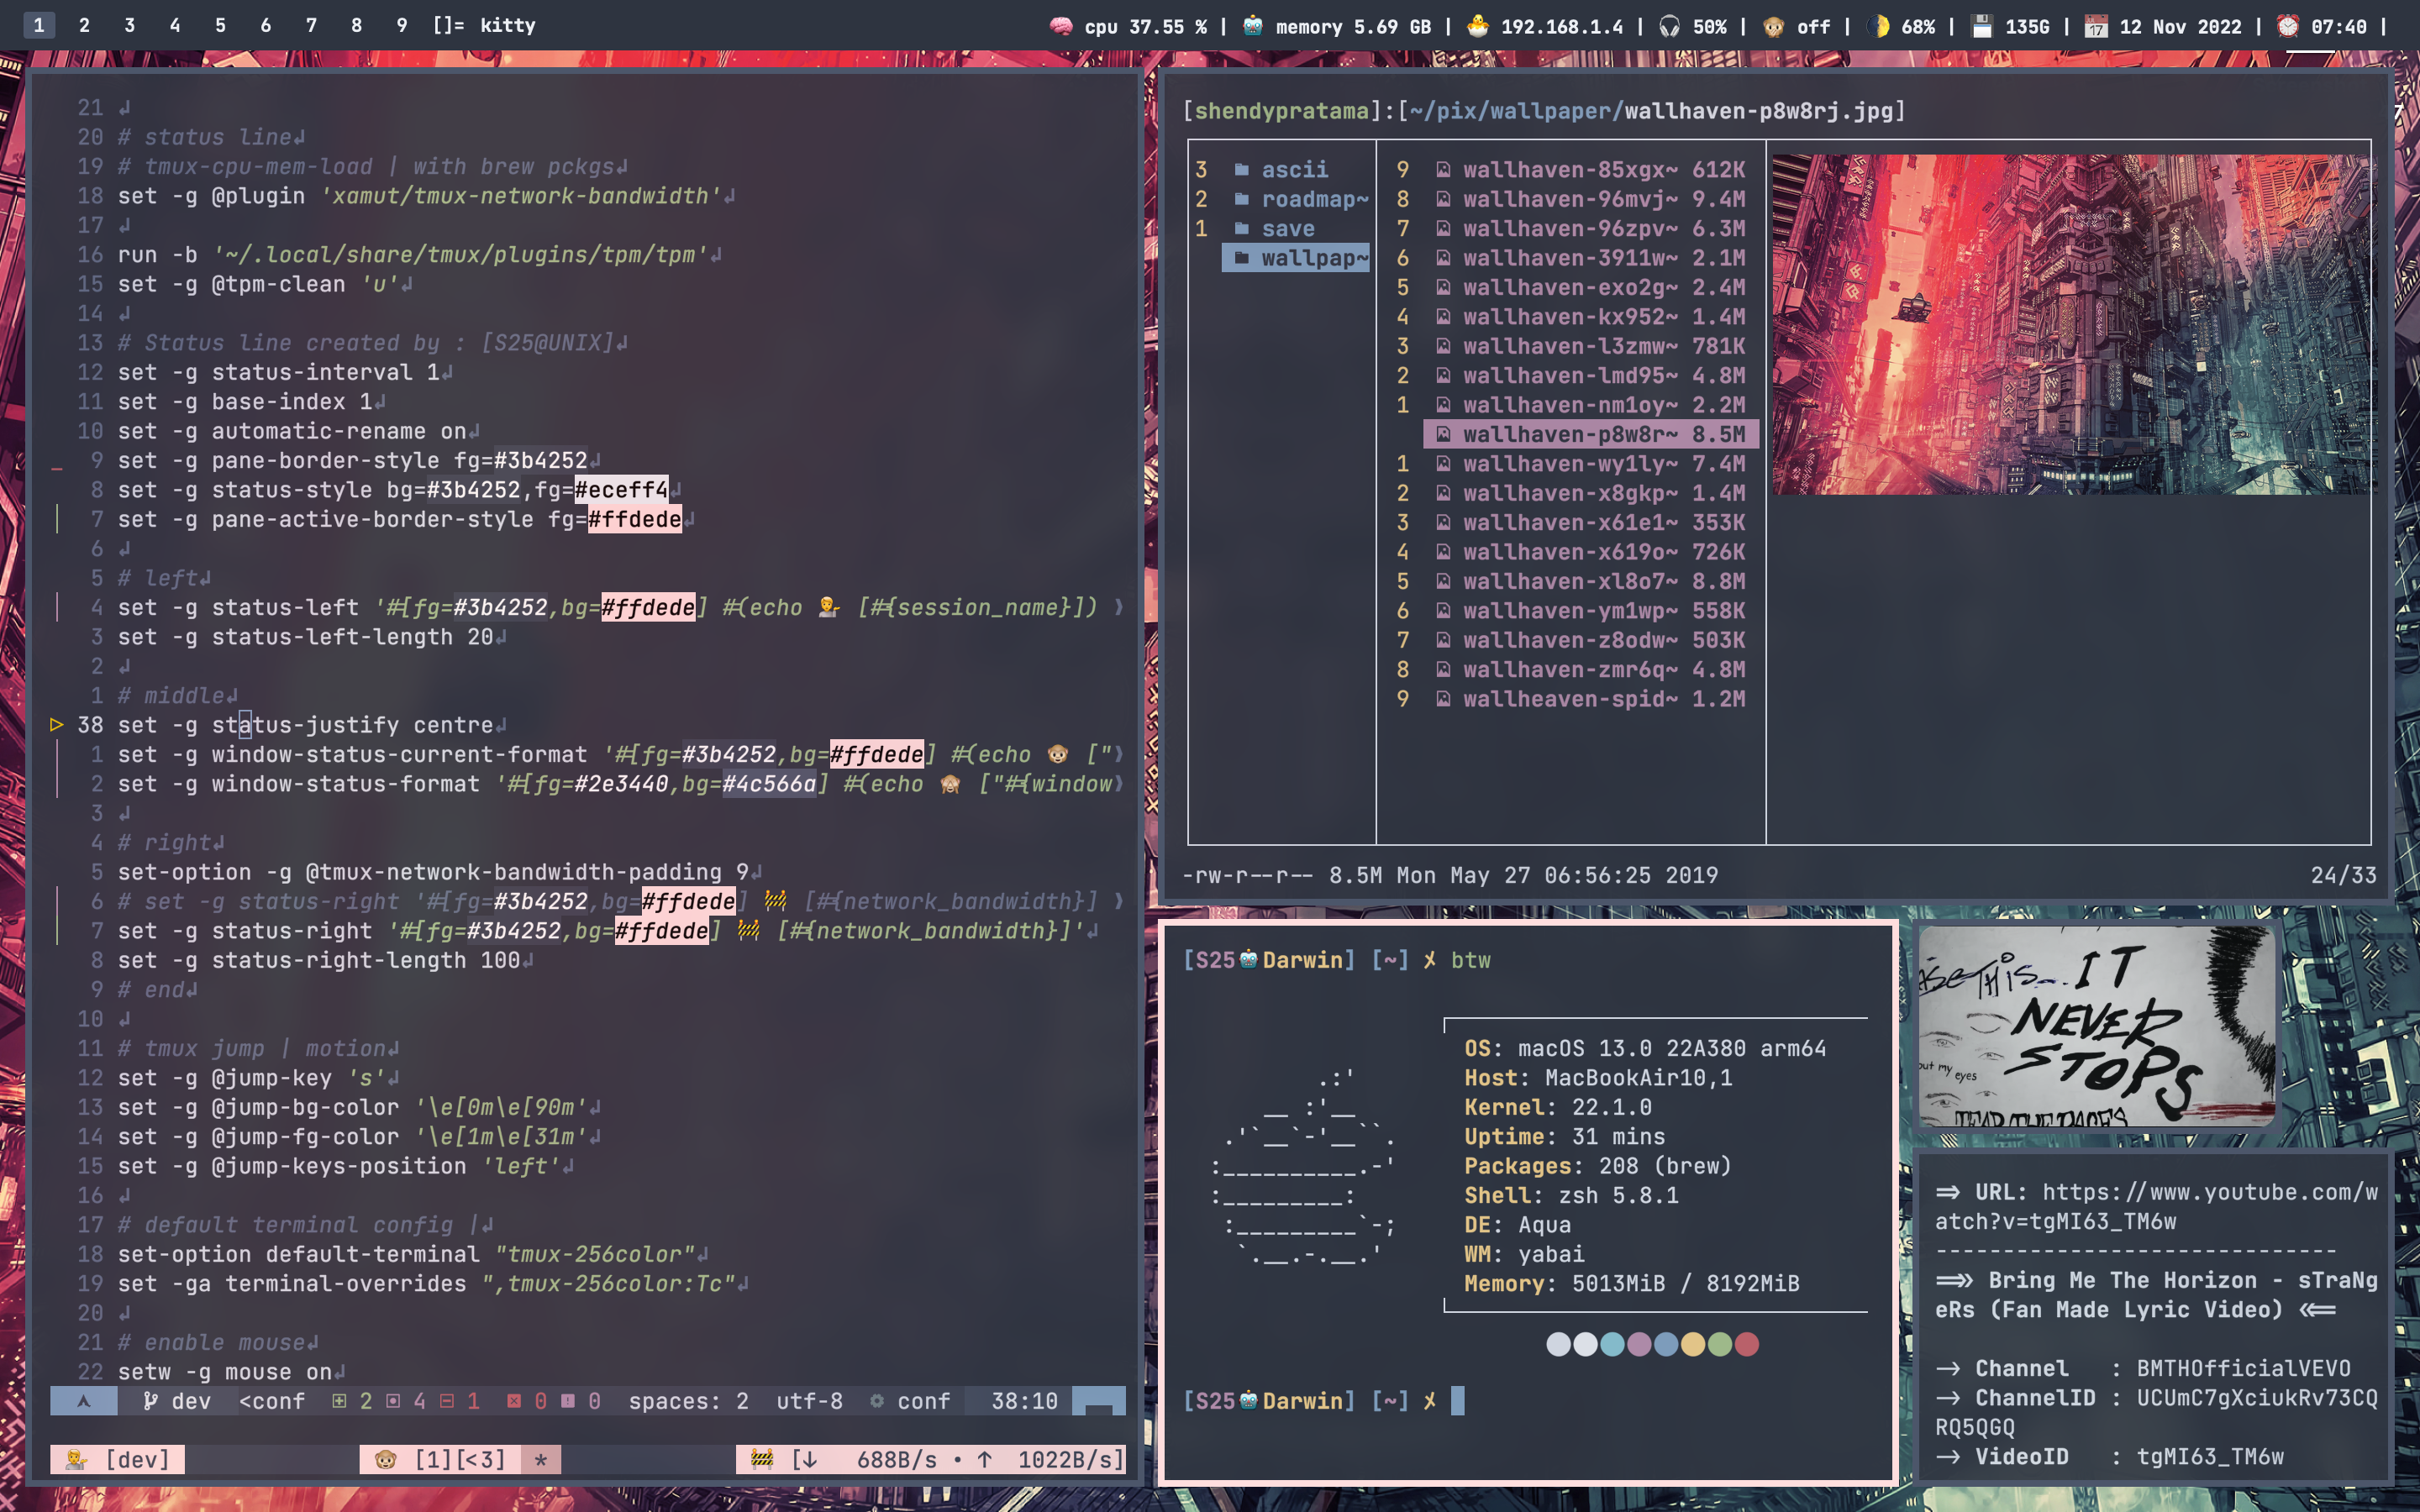 1 2 3 4 5 6 7 8 9 []= kitty
cpu 37.55 % | memory 5.69 GB | 192.168.1.4 | 50% | off | 68% | 135G | 12 Nov 2022 | 07:40 |
21 ↲
20 # status line↲
19 # tmux-cpu-mem-load | with brew pckgs↲
18 set -g @plugin 'xamut/tmux-network-bandwidth'↲
17 ↲
16 run -b '~/.local/share/tmux/plugins/tpm/tpm'↲
15 set -g @tpm-clean 'u'↲
14 ↲
13 # Status line created by : [S25@UNIX]↲
12 set -g status-interval 1↲
11 set -g base-index 1↲
10 set -g automatic-rename on↲
_ 9 set -g pane-border-style fg=#3b4252↲
8 set -g status-style bg=#3b4252,fg=#eceff4↲
7 set -g pane-active-border-style fg=#ffdede↲
6 ↲
5 # left↲
4 set -g status-left '#[fg=#3b4252,bg=#ffdede] #(echo 💁‍♂️ [#{session_name}]) ⟩
3 set -g status-left-length 20↲
2 ↲
1 # middle↲
▷ 38 set -g status-justify centre↲
1 set -g window-status-current-format '#[fg=#3b4252,bg=#ffdede] #(echo 🐵 ["⟩
2 set -g window-status-format '#[fg=#2e3440,bg=#4c566a] #(echo 🙈 ["#{window⟩
3 ↲
4 # right↲
5 set-option -g @tmux-network-bandwidth-padding 9↲
6 # set -g status-right '#[fg=#3b4252,bg=#ffdede] 🚧 [#{network_bandwidth}] ⟩
7 set -g status-right '#[fg=#3b4252,bg=#ffdede] 🚧 [#{network_bandwidth}]'↲
8 set -g status-right-length 100↲
9 # end↲
10 ↲
11 # tmux jump | motion↲
12 set -g @jump-key 's'↲
13 set -g @jump-bg-color '\e[0m\e[90m'↲
14 set -g @jump-fg-color '\e[1m\e[31m'↲
15 set -g @jump-keys-position 'left'↲
16 ↲
17 # default terminal config |↲
18 set-option default-terminal "tmux-256color"↲
19 set -ga terminal-overrides ",tmux-256color:Tc"↲
20 ↲
21 # enable mouse↲
22 setw -g mouse on↲
dev <conf 2 4 1 0 0 spaces: 2 utf-8 conf 38:10
[dev] [1][<3] * [↓ 688B/s • ↑ 1022B/s]
[shendypratama]:[~/pix/wallpaper/wallhaven-p8w8rj.jpg]
3 ascii
2 roadmap~
1 save
wallpap~
9 wallhaven-85xgx~ 612K
8 wallhaven-96mvj~ 9.4M
7 wallhaven-96zpv~ 6.3M
6 wallhaven-3911w~ 2.1M
5 wallhaven-exo2g~ 2.4M
4 wallhaven-kx952~ 1.4M
3 wallhaven-l3zmw~ 781K
2 wallhaven-lmd95~ 4.8M
1 wallhaven-nm1oy~ 2.2M
wallhaven-p8w8r~ 8.5M
1 wallhaven-wy1ly~ 7.4M
2 wallhaven-x8gkp~ 1.4M
3 wallhaven-x61e1~ 353K
4 wallhaven-x619o~ 726K
5 wallhaven-xl8o7~ 8.8M
6 wallhaven-ym1wp~ 558K
7 wallhaven-z8odw~ 503K
8 wallhaven-zmr6q~ 4.8M
9 wallheaven-spid~ 1.2M
-rw-r--r-- 8.5M Mon May 27 06:56:25 2019 24/33
[S25🤖Darwin] [~] ✗ btw
OS: macOS 13.0 22A380 arm64
Host: MacBookAir10,1
Kernel: 22.1.0
Uptime: 31 mins
Packages: 208 (brew)
Shell: zsh 5.8.1
DE: Aqua
WM: yabai
Memory: 5013MiB / 8192MiB
[S25🤖Darwin] [~] ✗
THIS... IT
NEVER
STOPS
but my eyes
=> URL: https://www.youtube.com/w
atch?v=tgMI63_TM6w
------------------------------
==>> Bring Me The Horizon - sTraNg
eRs (Fan Made Lyric Video) <<==
-> Channel : BMTHOfficialVEVO
-> ChannelID : UCUmC7gXciukRv73CQ
RQ5QGQ
-> VideoID : tgMI63_TM6w